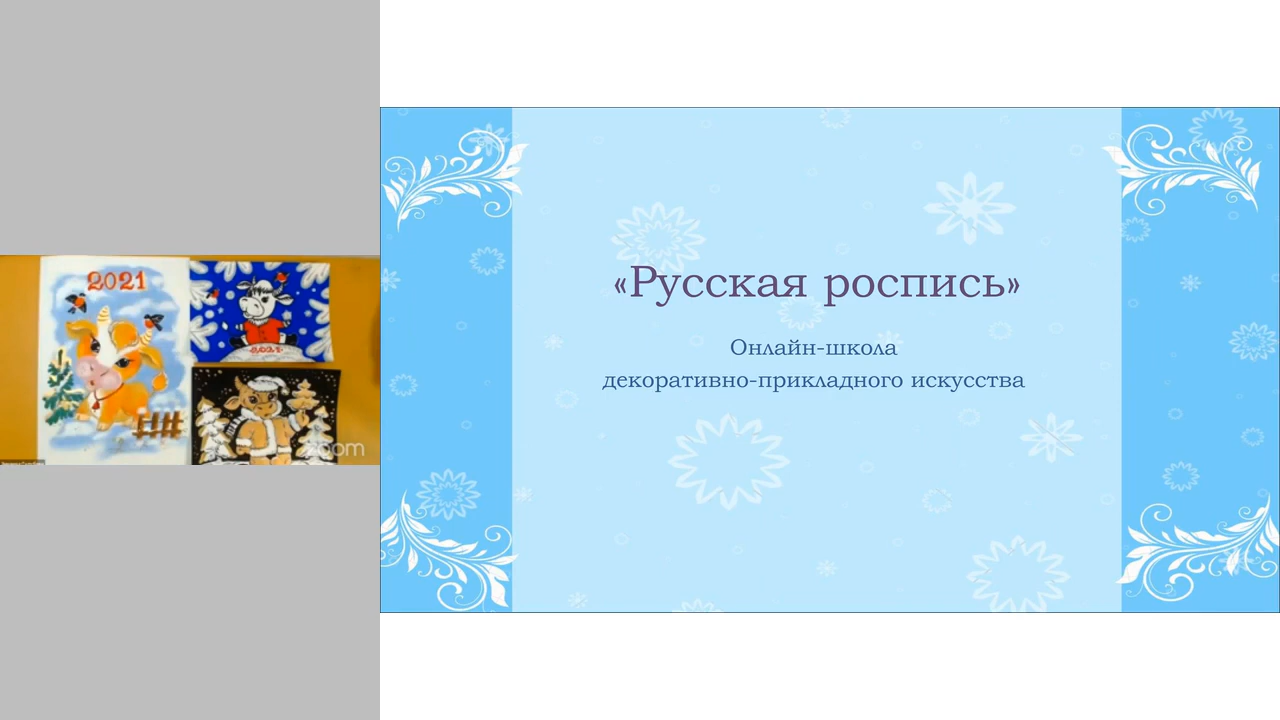 2021
2021
zoom
«Русская роспись»
Онлайн-школа
декоративно-прикладного искусства